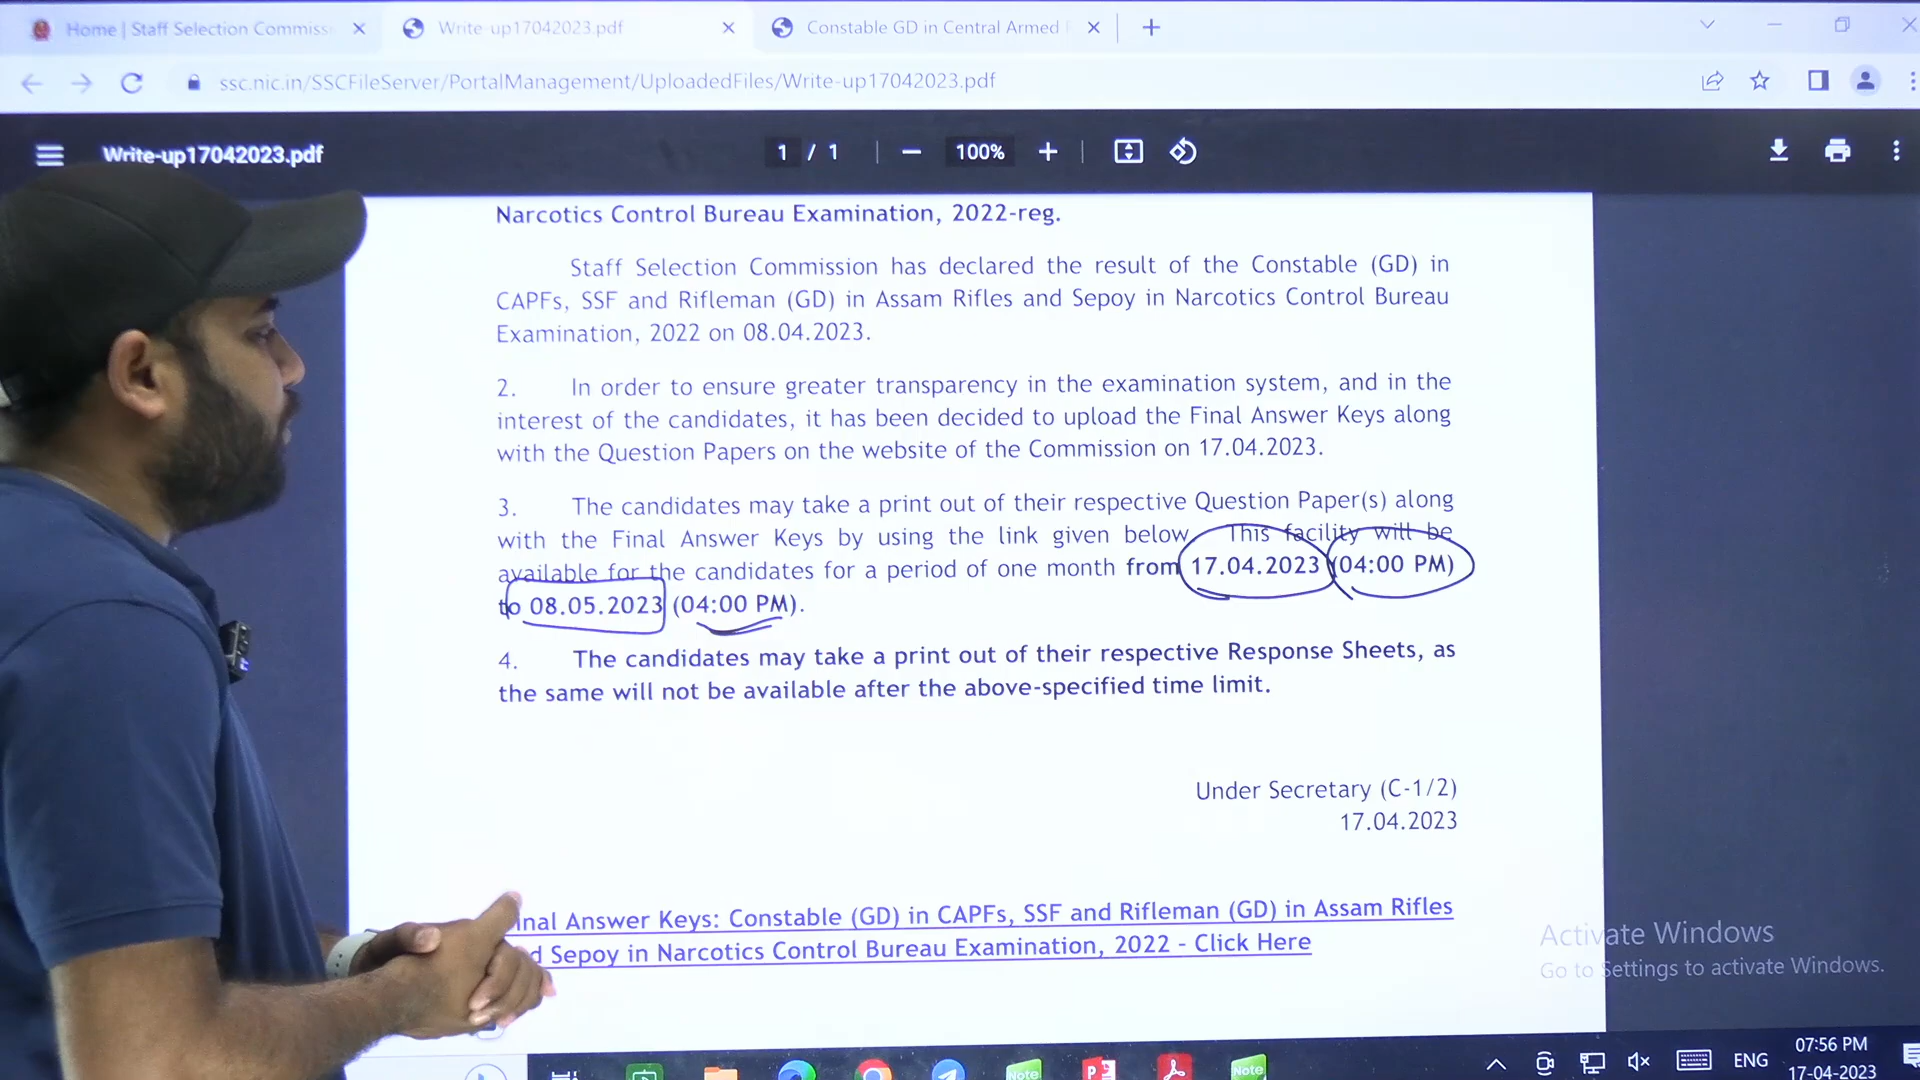 Home | Staff Selection Commiss
Write-up17042023.pdf
Constable GD in Central Armed
ssc.nic.in/SSCFileServer/PortalManagement/UploadedFiles/Write-up17042023.pdf
Write-up17042023.pdf
1 / 1
100%
Narcotics Control Bureau Examination, 2022-reg.
Staff Selection Commission has declared the result of the Constable (GD) in
CAPFs, SSF and Rifleman (GD) in Assam Rifles and Sepoy in Narcotics Control Bureau
Examination, 2022 on 08.04.2023.
2. In order to ensure greater transparency in the examination system, and in the
interest of the candidates, it has been decided to upload the Final Answer Keys along
with the Question Papers on the website of the Commission on 17.04.2023.
3. The candidates may take a print out of their respective Question Paper(s) along
with the Final Answer Keys by using the link given below. This facility will be
available for the candidates for a period of one month from 17.04.2023 (04:00 PM)
to 08.05.2023 (04:00 PM).
4. The candidates may take a print out of their respective Response Sheets, as
the same will not be available after the above-specified time limit.
Under Secretary (C-1/2)
17.04.2023
inal Answer Keys: Constable (GD) in CAPFs, SSF and Rifleman (GD) in Assam Rifles
d Sepoy in Narcotics Control Bureau Examination, 2022 - Click Here
Activate Windows
Go to Settings to activate Windows.
Note
Note
ENG
07:56 PM
17-04-2023